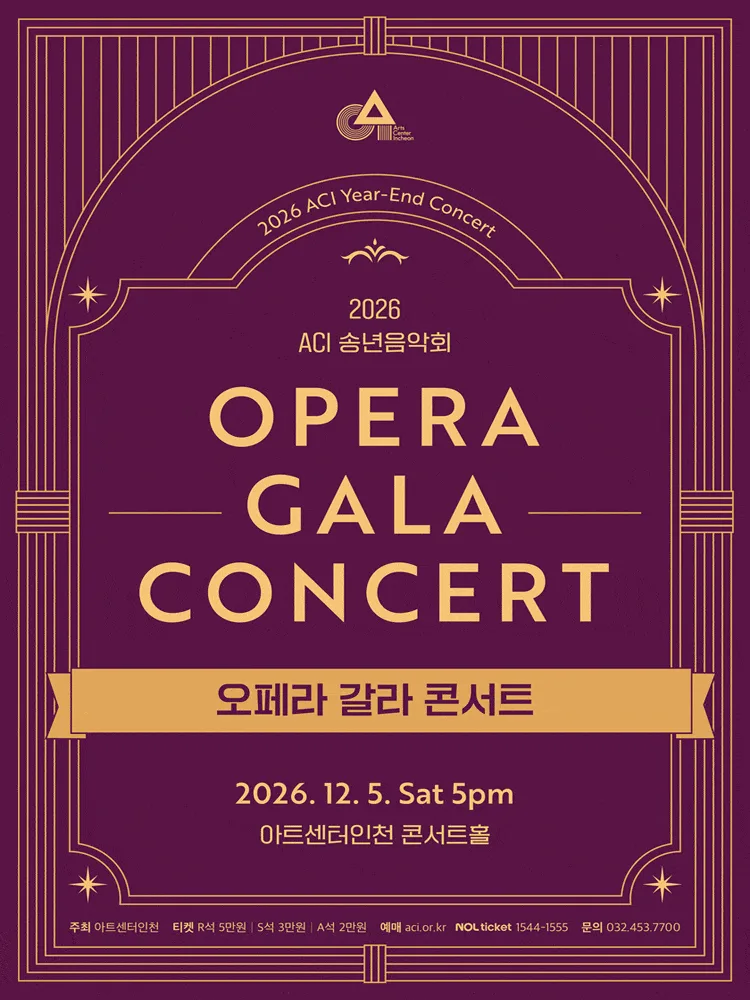 Arts
Center
Incheon
2026 ACI Year-End Concert
2026
ACI 송년음악회
OPERA
GALA
CONCERT
오페라 갈라 콘서트
2026. 12. 5. Sat 5pm
아트센터인천 콘서트홀
주최 아트센터인천 티켓 R석 5만원 | S석 3만원 | A석 2만원 예매 aci.or.kr NOL ticket 1544-1555 문의 032.453.7700